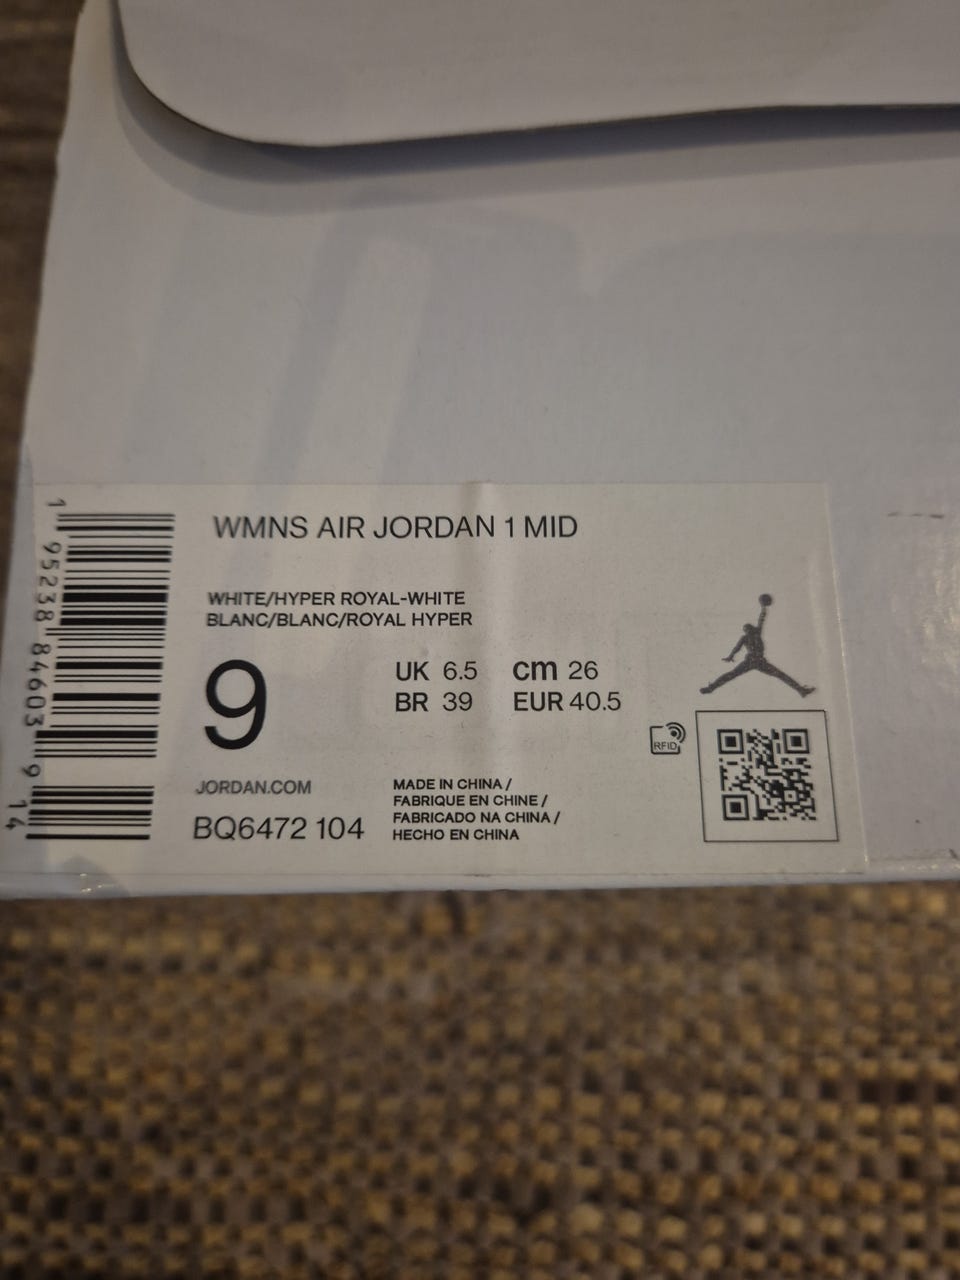 WMNS AIR JORDAN 1 MID
WHITE/HYPER ROYAL-WHITE
BLANC/BLANC/ROYAL HYPER
9
UK 6.5 cm 26
BR 39 EUR 40.5
RFID
JORDAN.COM
BQ6472 104
MADE IN CHINA /
FABRIQUE EN CHINE /
FABRICADO NA CHINA /
HECHO EN CHINA
1 95238 84603 9 14